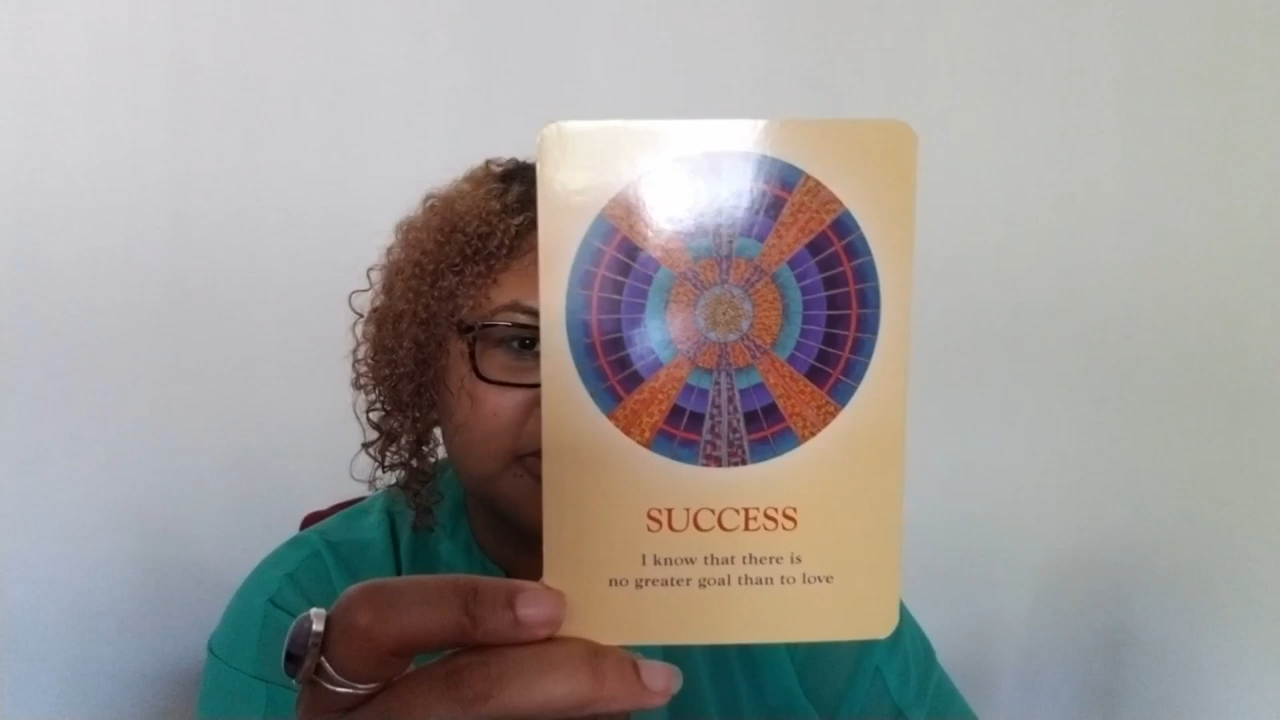 SUCCESS
I know that there is
no greater goal than to love